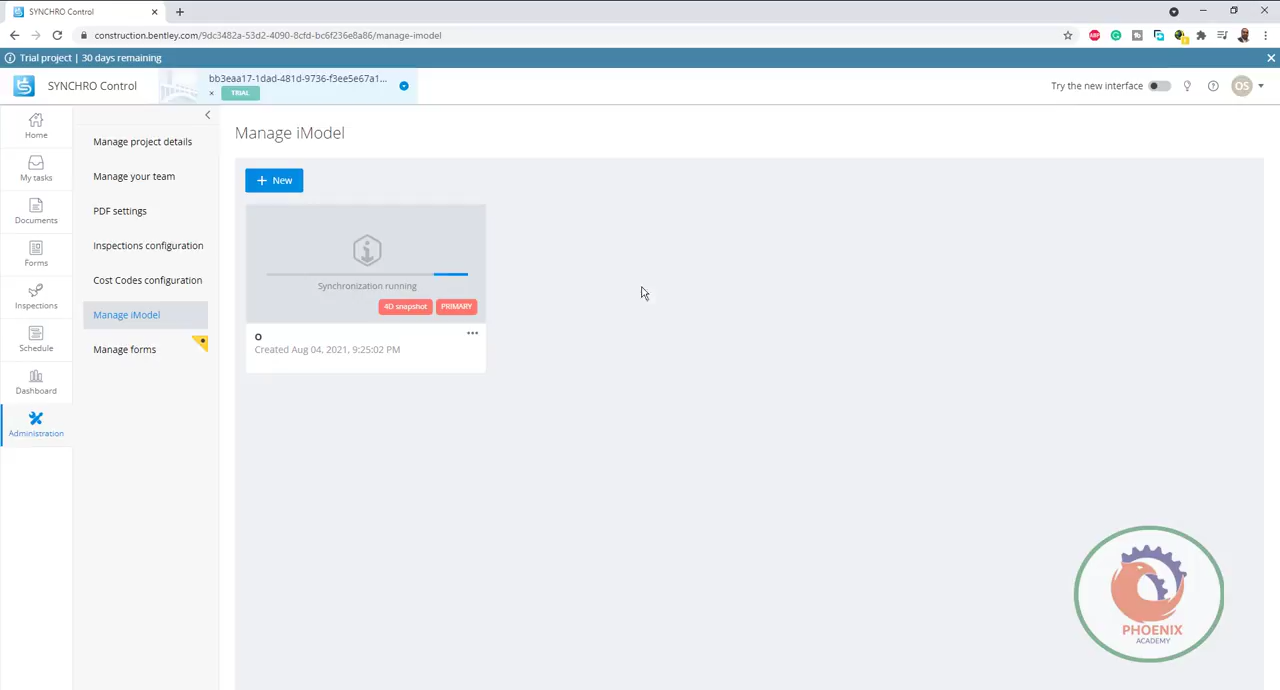 SYNCHRO Control
construction.bentley.com/9dc3482a-53d2-4090-8cfd-bc6f236e8a86/manage-imodel
ABP
Trial project | 30 days remaining
SYNCHRO Control
bb3eaa17-1dad-481d-9736-f3ee5e67a1...
TRIAL
Try the new interface
OS
Home
My tasks
Documents
Forms
Inspections
Schedule
Dashboard
Administration
Manage project details
Manage your team
PDF settings
Inspections configuration
Cost Codes configuration
Manage iModel
Manage forms
Manage iModel
+ New
Synchronization running
4D snapshot
PRIMARY
O
Created Aug 04, 2021, 9:25:02 PM
PHOENIX
ACADEMY